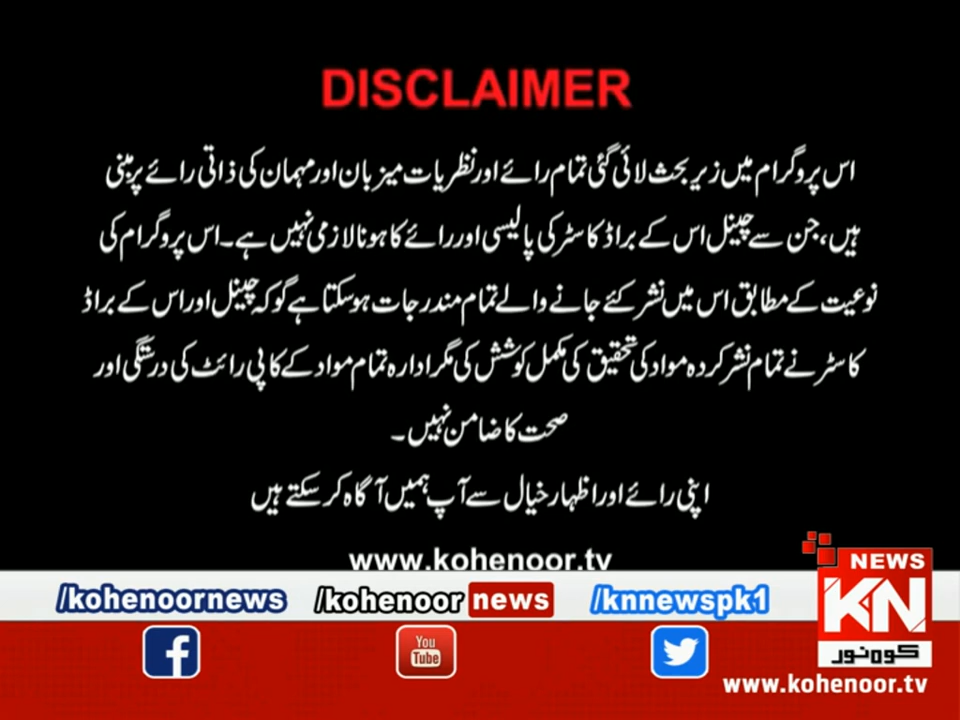 DISCLAIMER
اس پروگرام میں زیر بحث لائی گئی تمام رائے اور نظریات میزبان اور مہمان کی ذاتی رائے پر مبنی
ہیں، جن سے چینل اس کے براڈ کاسٹر کی پالیسی اور رائے کا ہونا لازمی نہیں ہے۔ اس پروگرام کی
نوعیت کے مطابق اس میں نشر کئے جانے والے تمام مندرجات ہو سکتا ہے گو کہ چینل اور اس کے براڈ
کاسٹر نے تمام نشر کردہ مواد کی تحقیق کی مکمل کوشش کی مگر ادارہ تمام مواد کے کاپی رائٹ کی درستگی اور
صحت کا ضامن نہیں۔
اپنی رائے اور اظہار خیال سے آپ ہمیں آگاہ کر سکتے ہیں
www.kohenoor.tv
/kohenoornews
/kohenoor news
/knnewspk1
You Tube
NEWS
KN
کوہ نور
www.kohenoor.tv